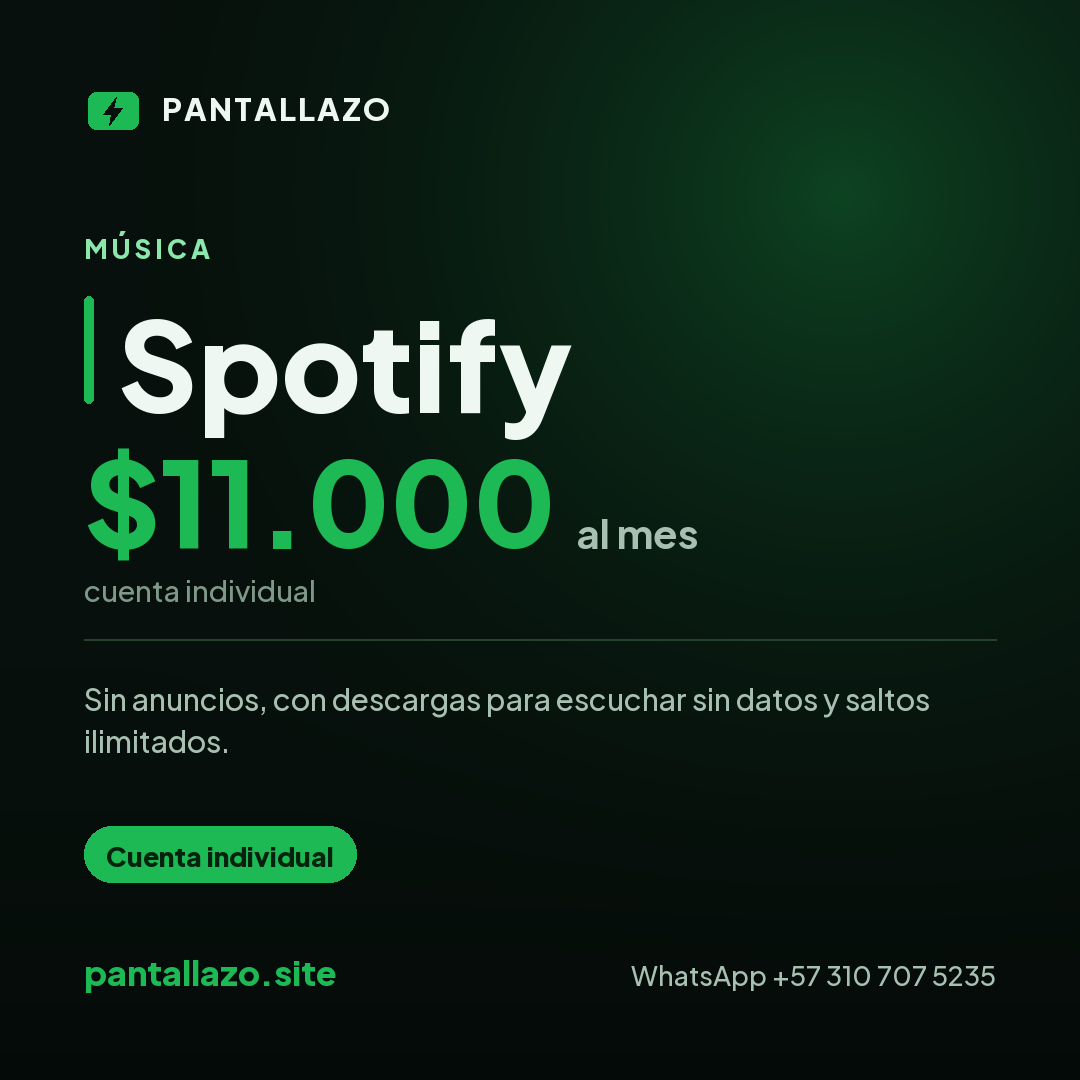 PANTALLAZO
MÚSICA
Spotify
$11.000 al mes
cuenta individual
Sin anuncios, con descargas para escuchar sin datos y saltos
ilimitados.
Cuenta individual
pantallazo.site
WhatsApp +57 310 707 5235